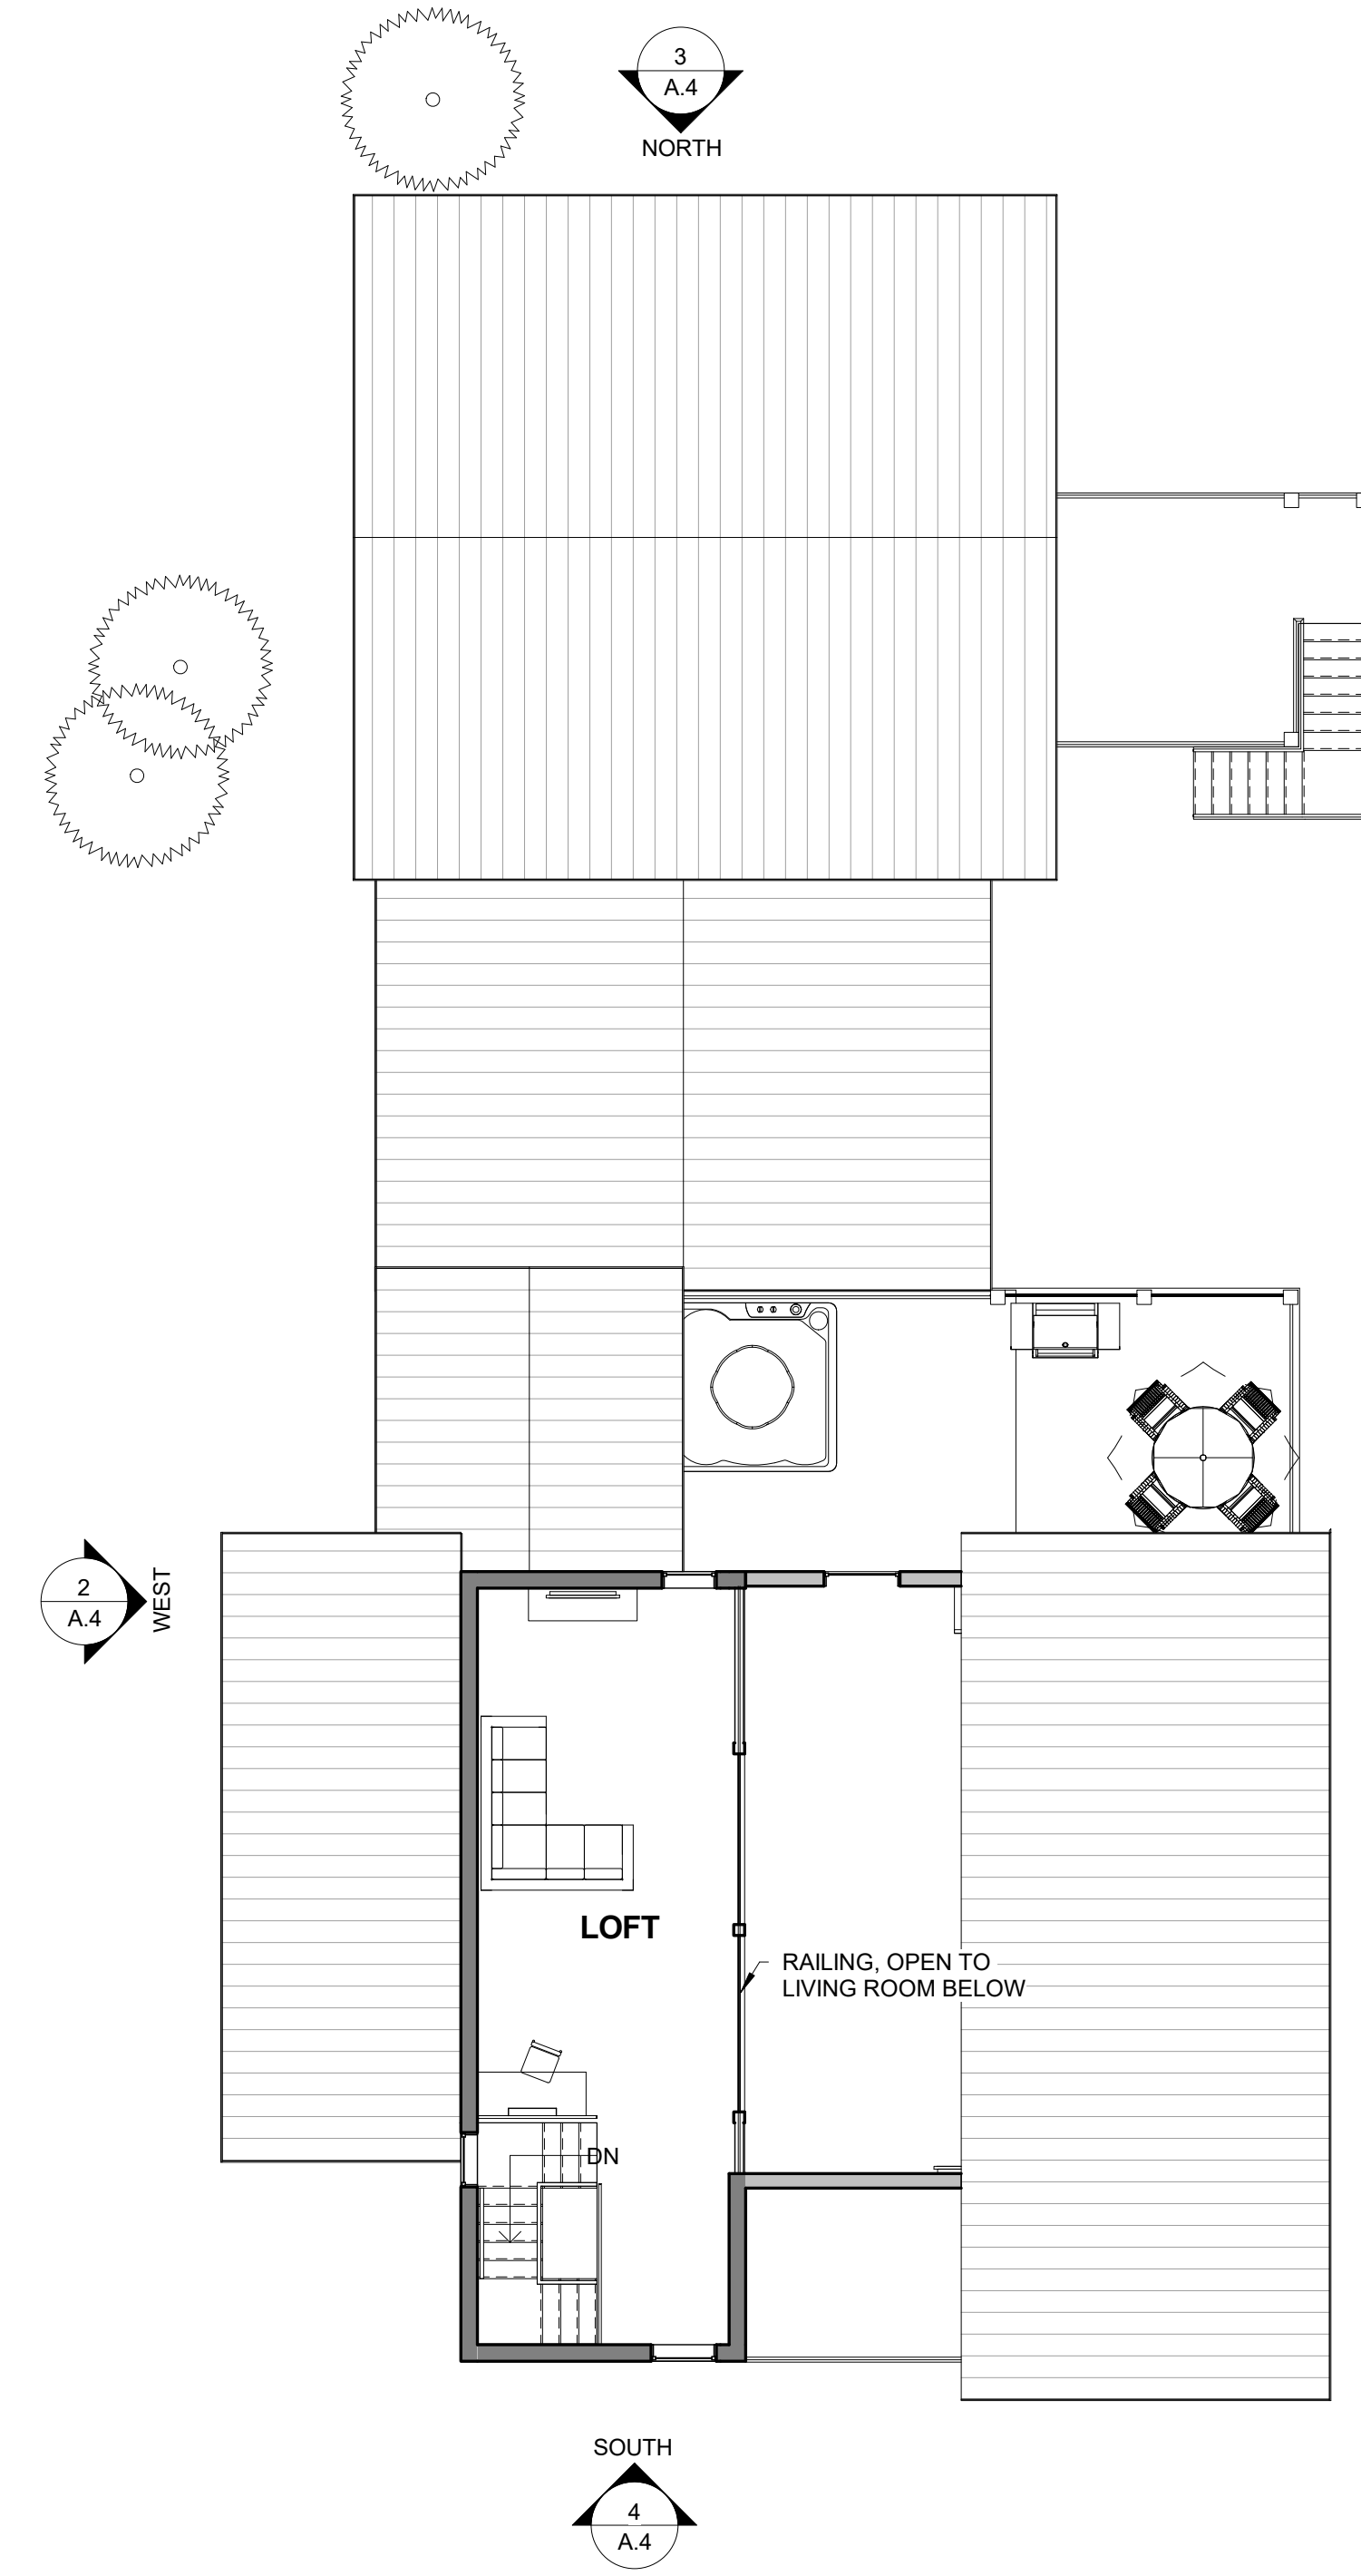 3
A.4
NORTH
2
A.4
WEST
LOFT
RAILING, OPEN TO
LIVING ROOM BELOW
DN
SOUTH
4
A.4